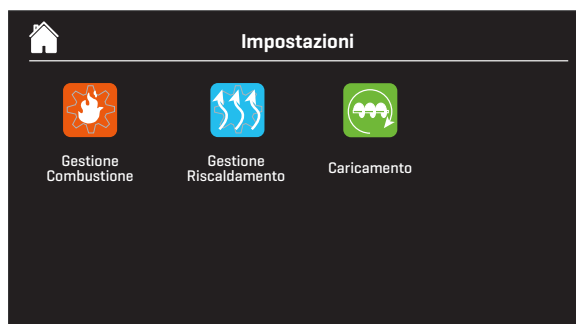 Impostazioni
Gestione
Combustione
Gestione
Riscaldamento
Caricamento